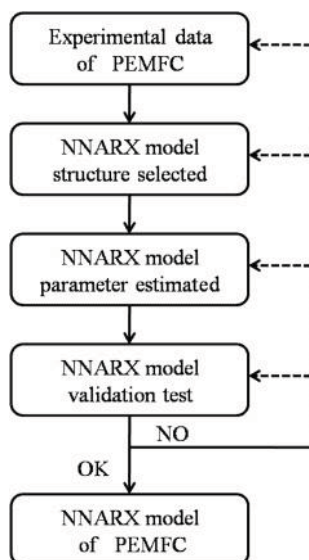 Experimental data
of PEMFC
NNARX model
structure selected
NNARX model
parameter estimated
NNARX model
validation test
NO
OK
NNARX model
of PEMFC